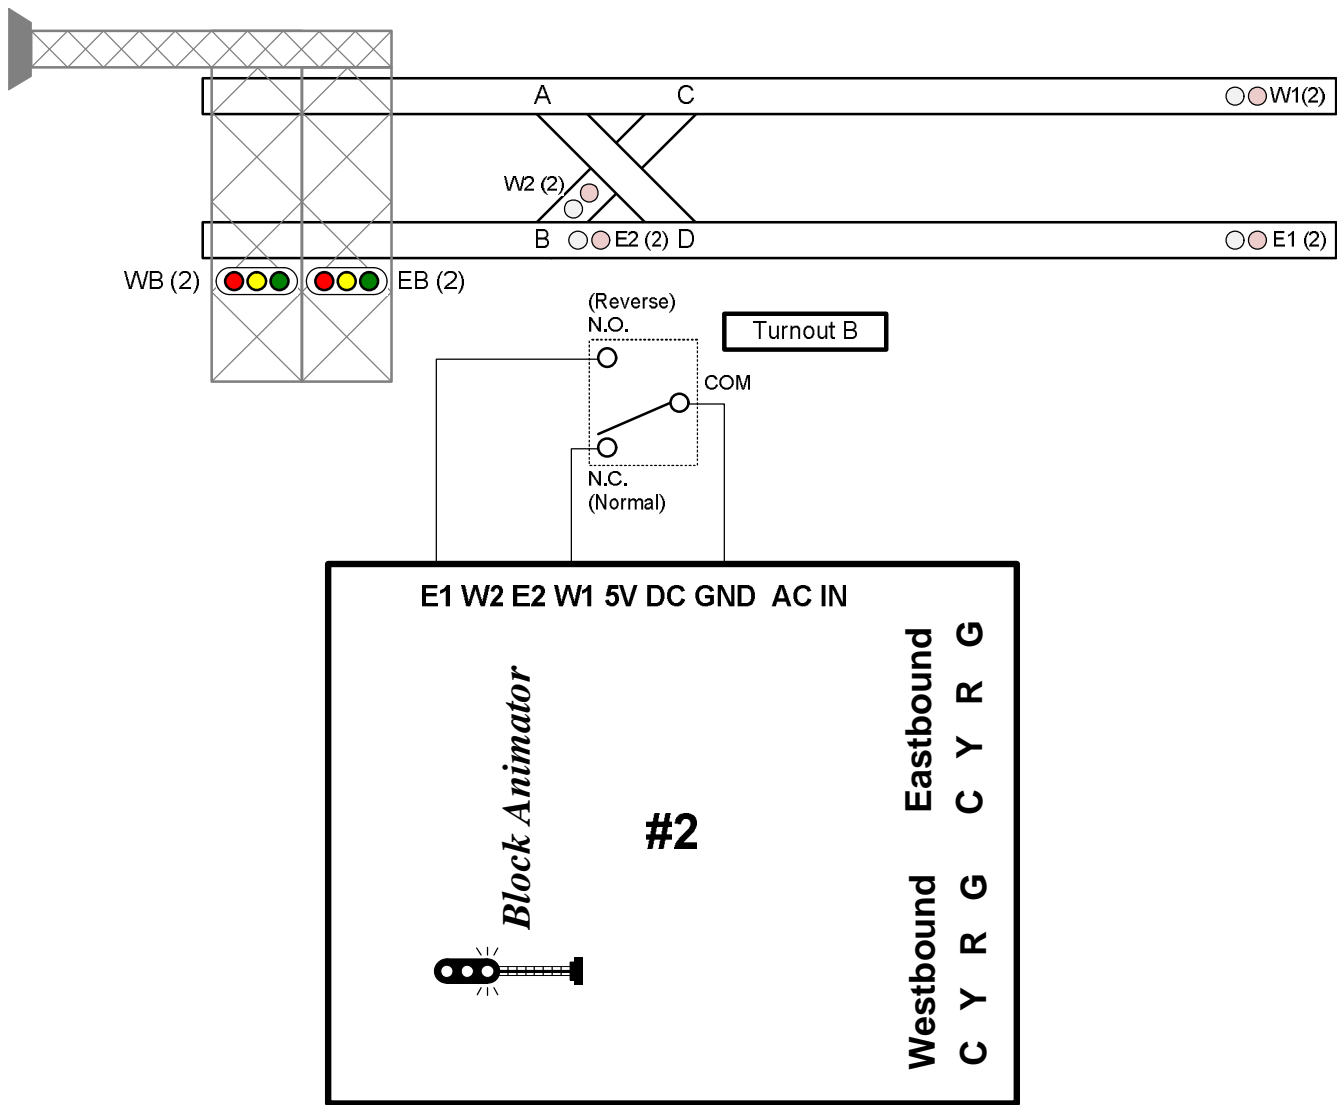 A
C
W1(2)
W2 (2)
B
E2 (2)
D
E1 (2)
WB (2)
EB (2)
(Reverse)
N.O.
Turnout B
COM
N.C.
(Normal)
E1 W2 E2 W1 5V DC GND AC IN
Block Animator
#2
Eastbound
C Y R G
Westbound
C Y R G